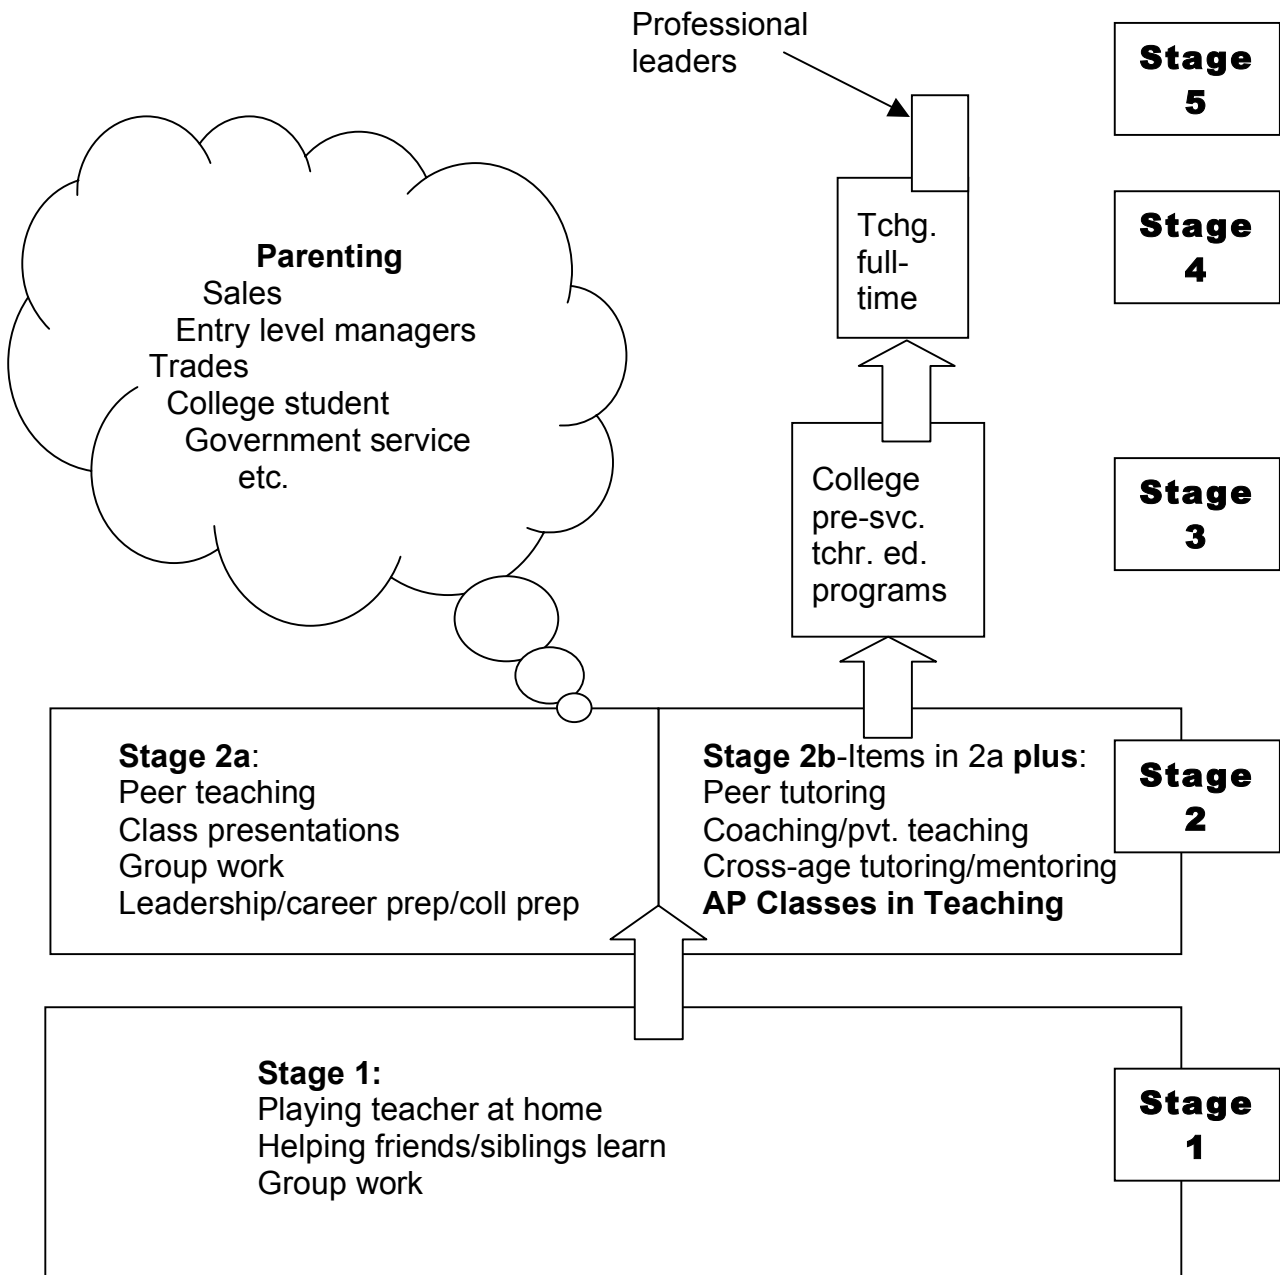 Professional
leaders
Stage
5
Parenting
Sales
Entry level managers
Trades
College student
Government service
etc.
Tchg.
full-
time
Stage
4
College
pre-svc.
tchr. ed.
programs
Stage
3
Stage 2a:
Peer teaching
Class presentations
Group work
Leadership/career prep/coll prep
Stage 2b-Items in 2a plus:
Peer tutoring
Coaching/pvt. teaching
Cross-age tutoring/mentoring
AP Classes in Teaching
Stage
2
Stage 1:
Playing teacher at home
Helping friends/siblings learn
Group work
Stage
1